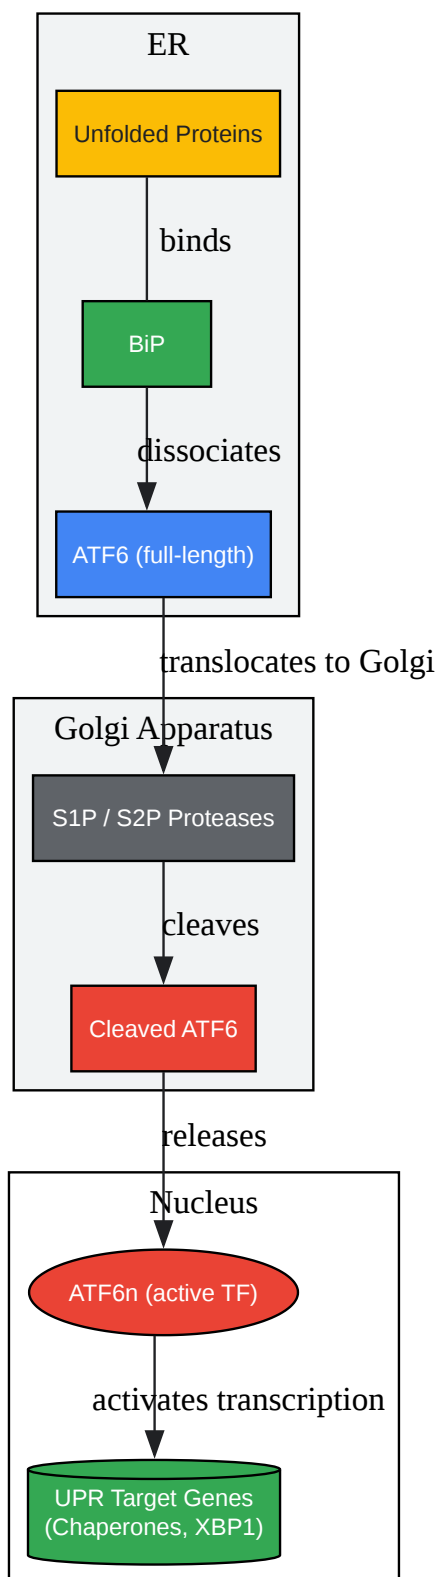 ER
Unfolded Proteins
binds
BiP
dissociates
ATF6 (full-length)
translocates to Golgi
Golgi Apparatus
S1P / S2P Proteases
cleaves
Cleaved ATF6
releases
Nucleus
ATF6n (active TF)
activates transcription
UPR Target Genes
(Chaperones, XBP1)